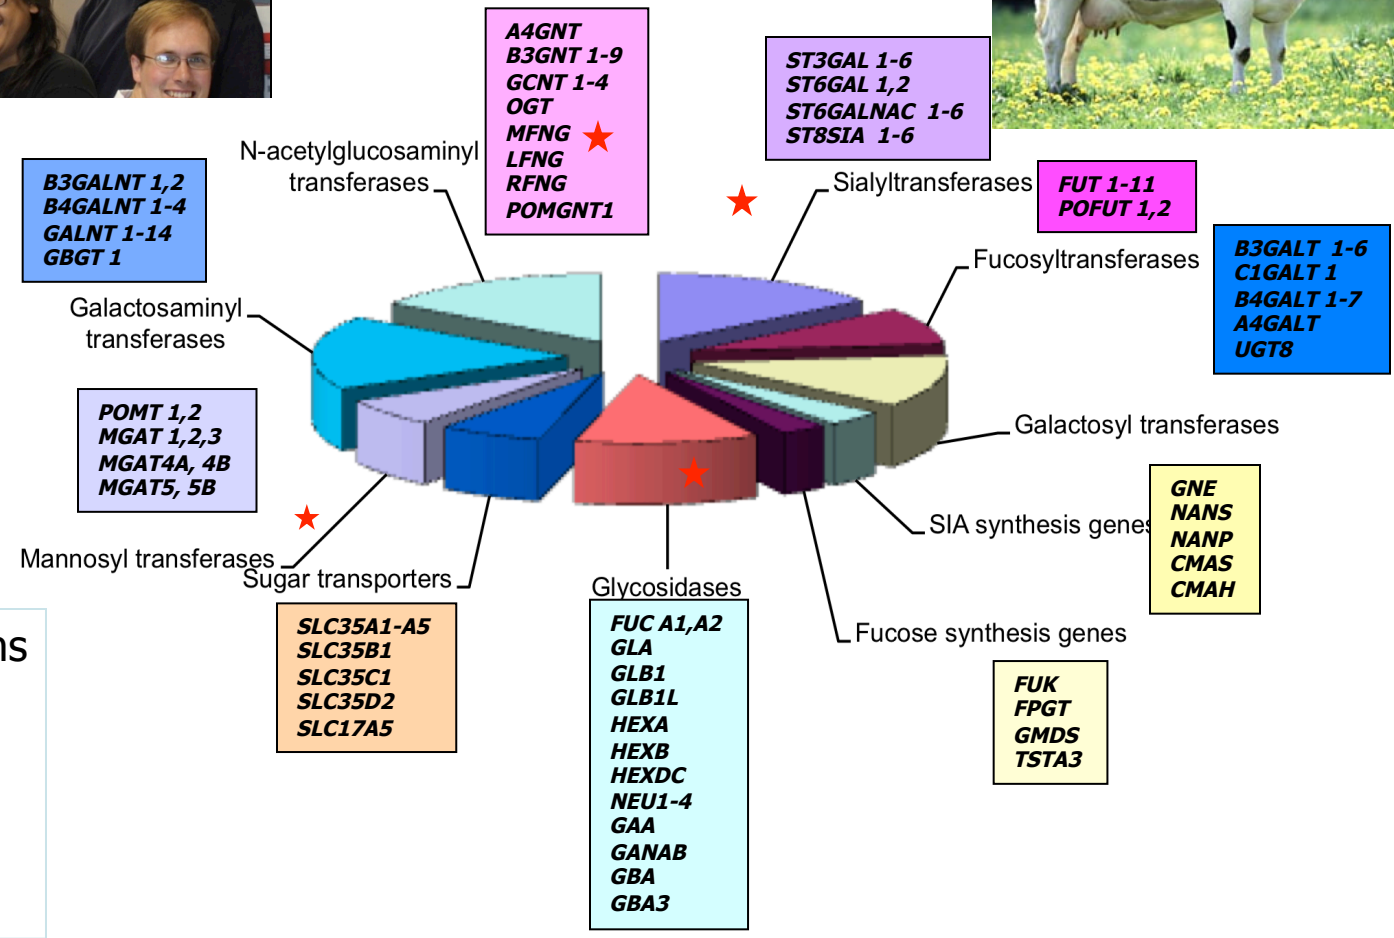 A4GNT
B3GNT 1-9
GCNT 1-4
OGT
MFNG
LFNG
RFNG
POMGNT1
ST3GAL 1-6
ST6GAL 1,2
ST6GALNAC 1-6
ST8SIA 1-6
N-acetylglucosaminyl
transferases
Sialyltransferases
B3GALNT 1,2
B4GALNT 1-4
GALNT 1-14
GBGT 1
FUT 1-11
POFUT 1,2
Fucosyltransferases
B3GALT 1-6
C1GALT 1
B4GALT 1-7
A4GALT
UGT8
Galactosaminyl
transferases
POMT 1,2
MGAT 1,2,3
MGAT4A, 4B
MGAT5, 5B
Galactosyl transferases
GNE
NANS
NANP
CMAS
CMAH
SIA synthesis genes
Mannosyl transferases
Sugar transporters
Glycosidases
SLC35A1-A5
SLC35B1
SLC35C1
SLC35D2
SLC17A5
FUC A1,A2
GLA
GLB1
GLB1L
HEXA
HEXB
HEXDC
NEU1-4
GAA
GANAB
GBA
GBA3
Fucose synthesis genes
FUK
FPGT
GMDS
TSTA3